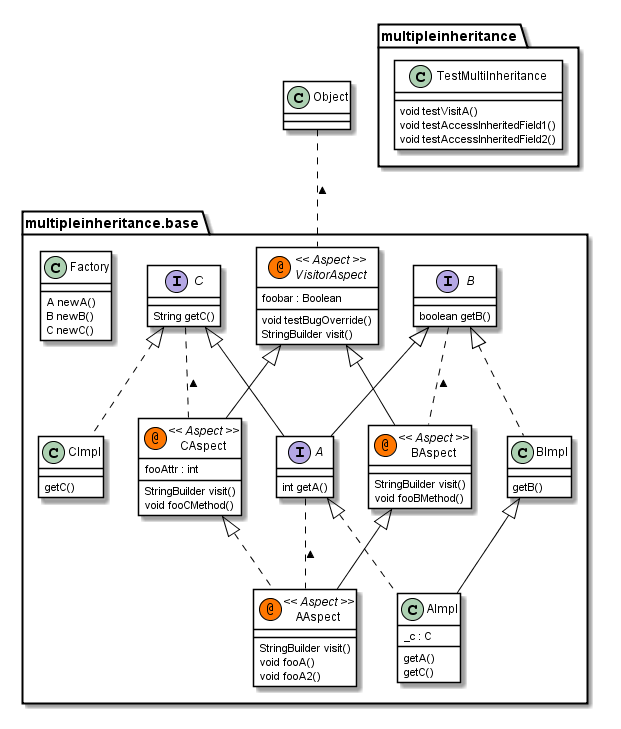 multipleinheritance
C TestMultiInheritance
void testVisitA()
void testAccessInheritedField1()
void testAccessInheritedField2()
C Object
multipleinheritance.base
C Factory
A newA()
B newB()
C newC()
I C
String getC()
@ << Aspect >>
VisitorAspect
foobar : Boolean
void testBugOverride()
StringBuilder visit()
I B
boolean getB()
C CImpl
getC()
@ << Aspect >>
CAspect
fooAttr : int
StringBuilder visit()
void fooCMethod()
I A
int getA()
@ << Aspect >>
BAspect
StringBuilder visit()
void fooBMethod()
C BImpl
getB()
@ << Aspect >>
AAspect
StringBuilder visit()
void fooA()
void fooA2()
C AImpl
_c : C
getA()
getC()